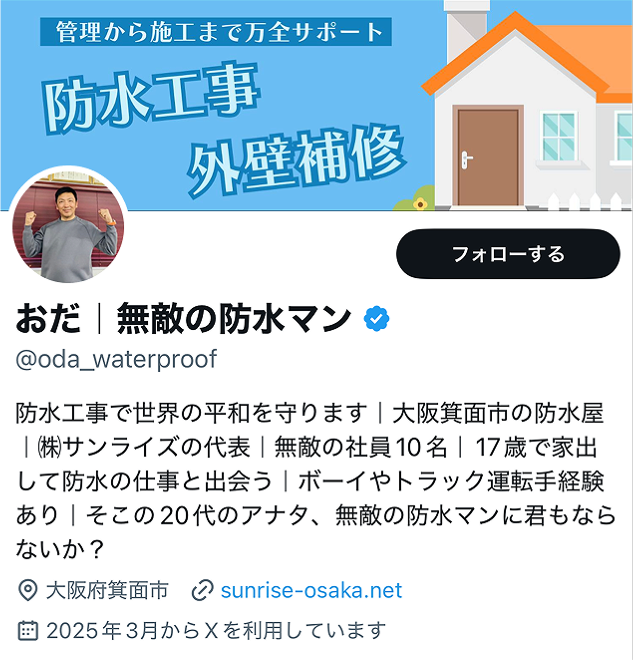 管理から施工まで万全サポート
防水工事
外壁補修
フォローする
おだ｜無敵の防水マン
@oda_waterproof
防水工事で世界の平和を守ります｜大阪箕面市の防水屋
｜㈱サンライズの代表｜無敵の社員10名｜17歳で家出
して防水の仕事と出会う｜ボーイやトラック運転手経験
あり｜そこの20代のアナタ、無敵の防水マンに君もなら
ないか？
大阪府箕面市 sunrise-osaka.net
2025年3月からXを利用しています